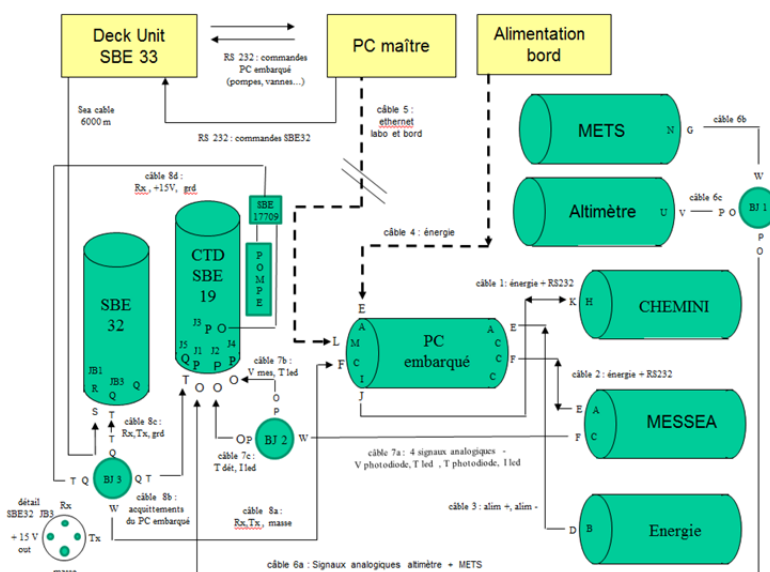 Deck Unit
SBE 33
PC maître
Alimentation
bord
RS 232 : commandes
PC embarqué
(pompes, vannes...)
Sea cable
6000 m
RS 232 : commandes SBE32
câble 5 :
ethernet
labo et bord
METS
N G
câble 6b
W
Altimètre
U V
câble 6c
P O
BJ 1
P
O
câble 8d :
Rx , +15V, grd
SBE
17709
P
O
M
P
E
CTD
SBE
19
J3
P O
J5
J1
J2
J4
Q
P
P
P
T
O
O
O
SBE
32
JB1
R
JB3
Q
Q
S
T
T
Q
câble 4 : énergie
E
L
F
A
M
C
I
J
PC
embarqué
A
C
C
C
E
F
câble 1: énergie + RS232
K
H
CHEMINI
câble 2 : énergie + RS232
E
A
F
C
MESSEA
câble 7b :
V mes, T led
O
P
O P
BJ 2
W
câble 7c :
T dét, I led
câble 7a : 4 signaux analogiques -
V photodiode, T led , T photodiode, I led
câble 8c :
Rx,Tx, grd
T Q
BJ 3
Q T
W
câble 8b :
acquittements
du PC embarqué
câble 8a :
Rx,Tx , masse
câble 3 : alim +, alim -
D
B
Energie
détail
SBE32 JB3
Rx
+ 15 V
out
Tx
câble 6a : Signaux analogiques altimètre + METS